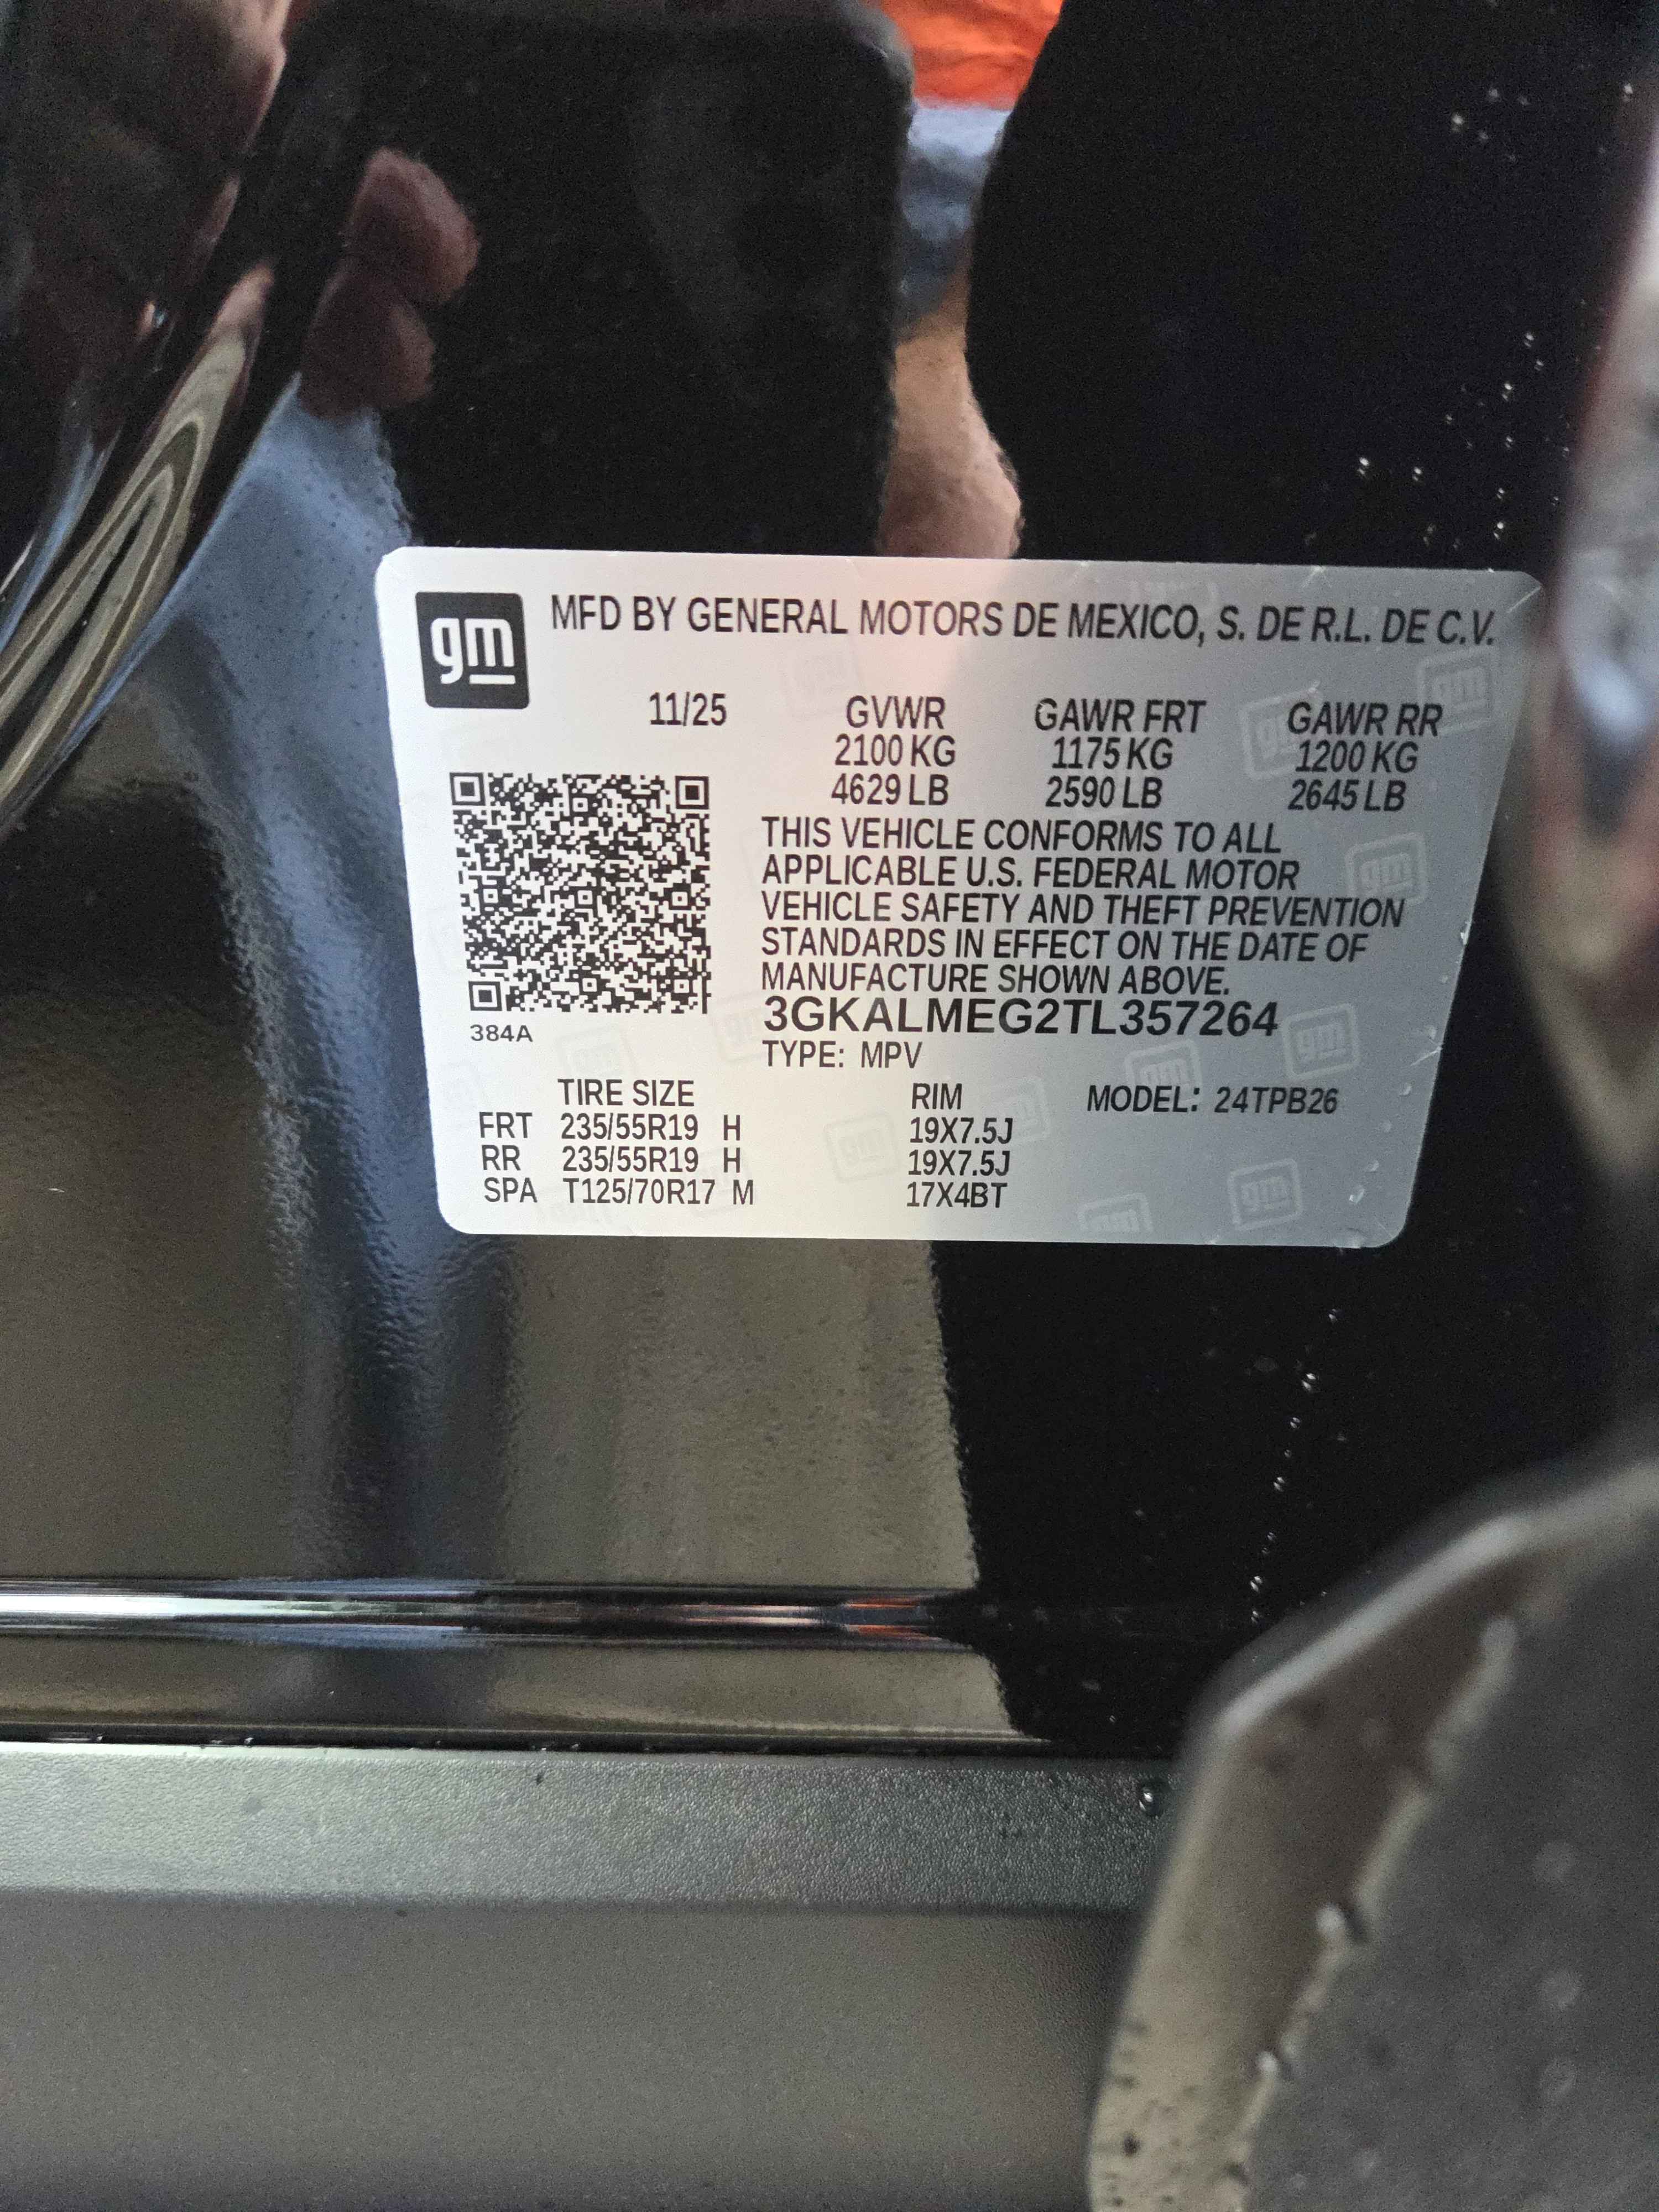 gm MFD BY GENERAL MOTORS DE MEXICO, S. DE R.L. DE C.V.
11/25 GVWR GAWR FRT GAWR RR
2100 KG 1175 KG 1200 KG
4629 LB 2590 LB 2645 LB
THIS VEHICLE CONFORMS TO ALL
APPLICABLE U.S. FEDERAL MOTOR
VEHICLE SAFETY AND THEFT PREVENTION
STANDARDS IN EFFECT ON THE DATE OF
MANUFACTURE SHOWN ABOVE.
3GKALMEG2TL357264
384A
TYPE: MPV
TIRE SIZE RIM MODEL: 24TPB26
FRT 235/55R19 H 19X7.5J
RR 235/55R19 H 19X7.5J
SPA T125/70R17 M 17X4BT